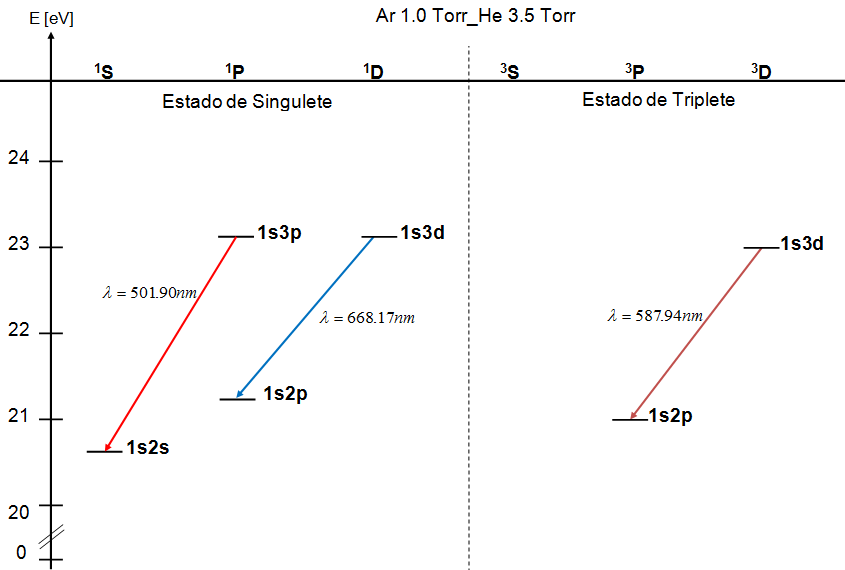 E [eV]
Ar 1.0 Torr_He 3.5 Torr
¹S ¹P ¹D ³S ³P ³D
Estado de Singulete
Estado de Triplete
24
23
22
21
20
0
1s3p
1s3d
1s3d
λ = 501.90nm
λ = 668.17nm
λ = 587.94nm
1s2p
1s2p
1s2s